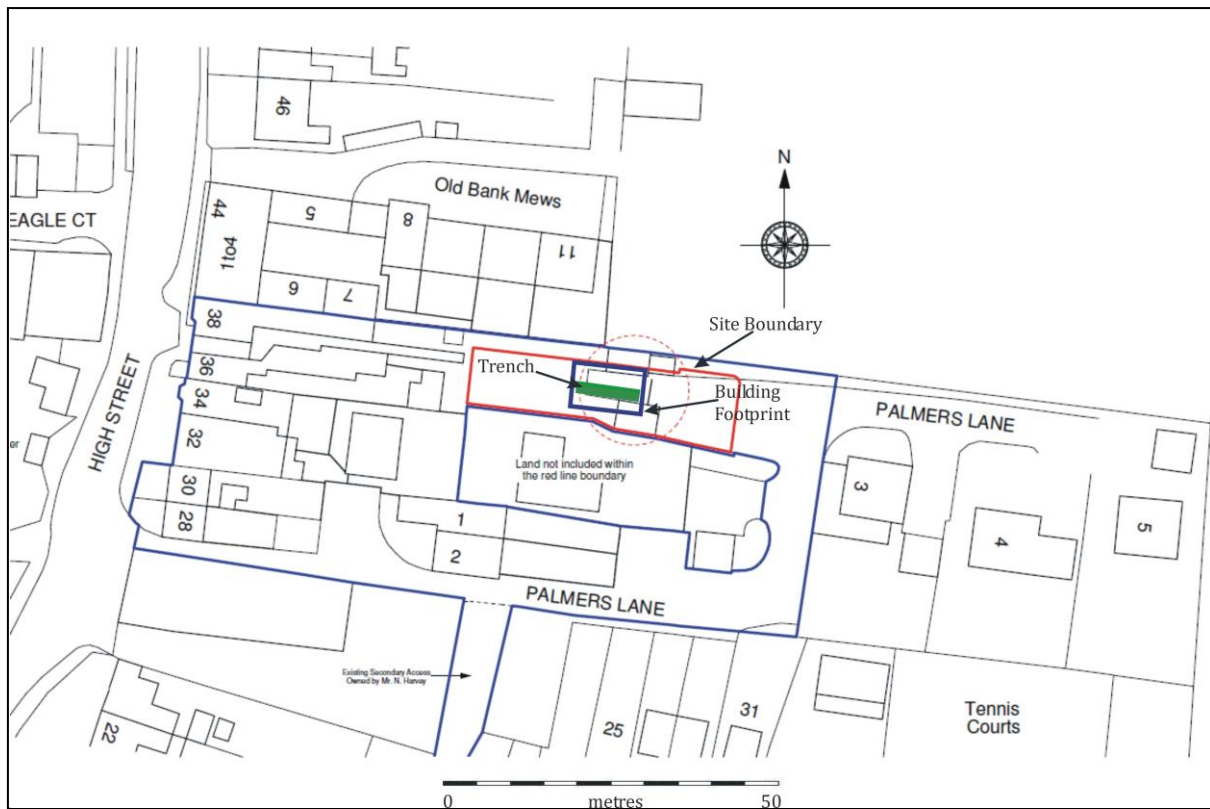 46
N
Old Bank Mews
EAGLE CT
44
1to4
5
8
11
6
7
Site Boundary
38
36
34
32
30
28
HIGH STREET
Trench
Building
Footprint
PALMERS LANE
Land not included within
the red line boundary
3
4
5
1
2
PALMERS LANE
Existing Secondary Access
Owned by Mr. N. Harvey
22
25
31
Tennis
Courts
0 metres 50